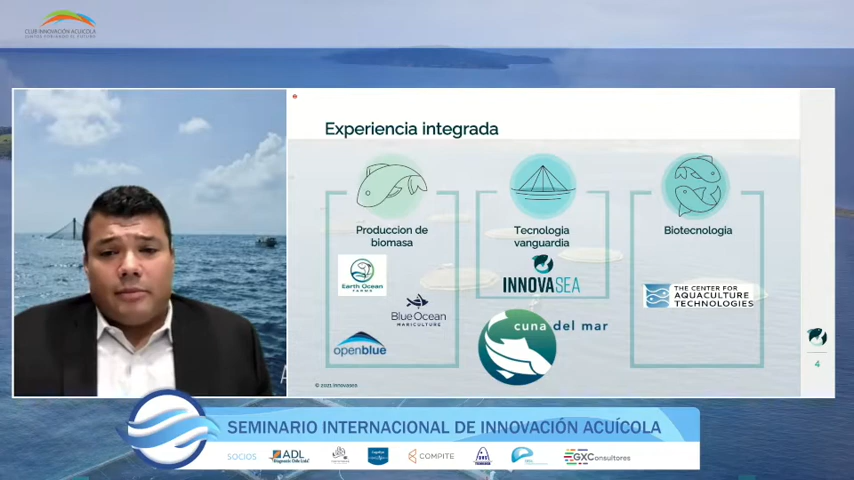 CLUB INNOVACIÓN ACUÍCOLA
Experiencia integrada
Produccion de
biomasa
Tecnologia
vanguardia
Biotecnologia
Earth Ocean
FARMS
Blue Ocean
MARICULTURE
openblue
INNOVASEA
cuna del mar
THE CENTER FOR
AQUACULTURE
TECHNOLOGIES
© 2021 Innovasea
4
SEMINARIO INTERNACIONAL DE INNOVACIÓN ACUÍCOLA
SOCIOS
ADL
COMPITE
GXConsultores